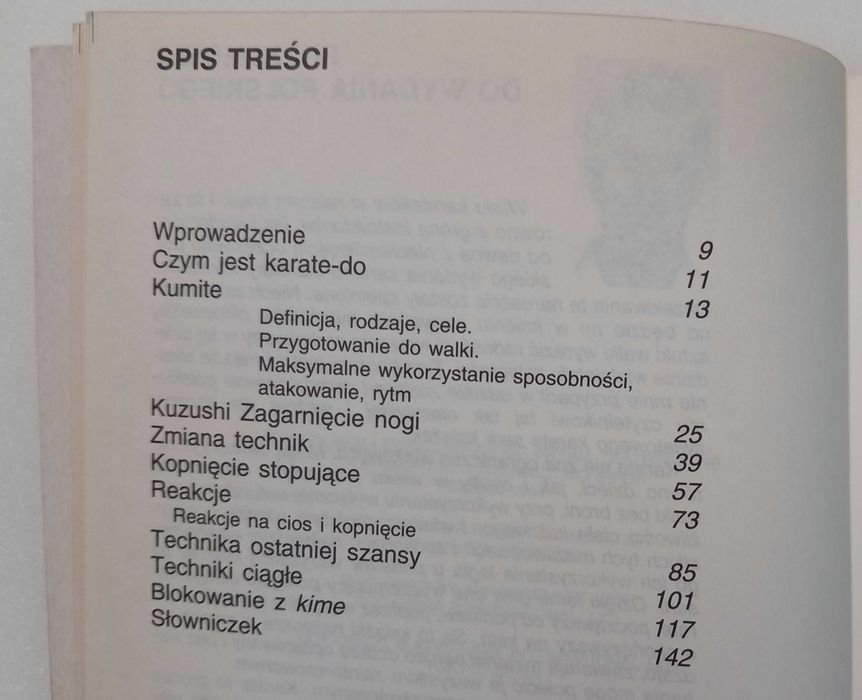 SPIS TREŚCI
Wprowadzenie 9
Czym jest karate-do 11
Kumite 13
Definicja, rodzaje, cele.
Przygotowanie do walki.
Maksymalne wykorzystanie sposobności,
atakowanie, rytm
Kuzushi Zagarnięcie nogi 25
Zmiana technik 39
Kopnięcie stopujące 57
Reakcje 73
Reakcje na cios i kopnięcie
Technika ostatniej szansy 85
Techniki ciągłe 101
Blokowanie z kime 117
Słowniczek 142